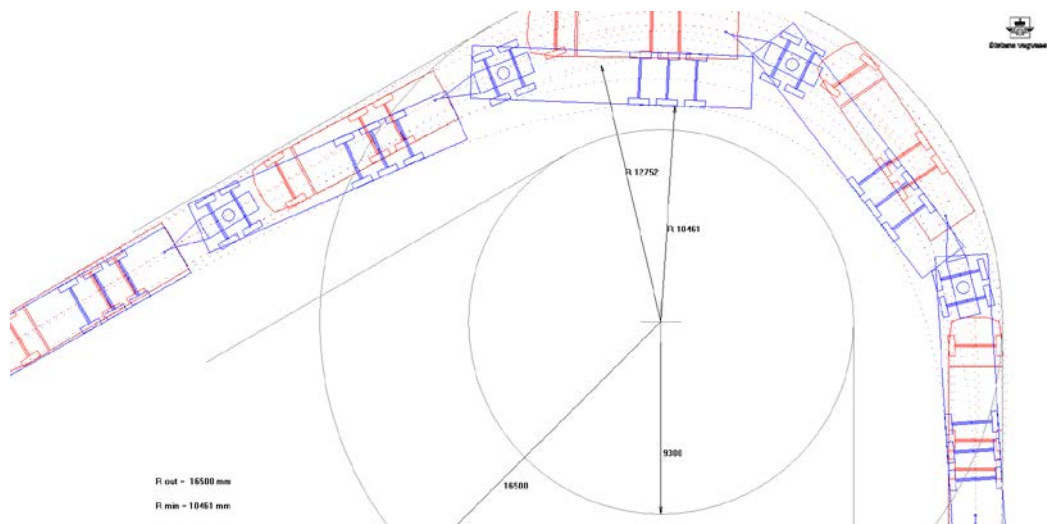 Statens vegvesen
R 12752
R 10461
9300
16500
R out = 16500 mm
R min = 10461 mm